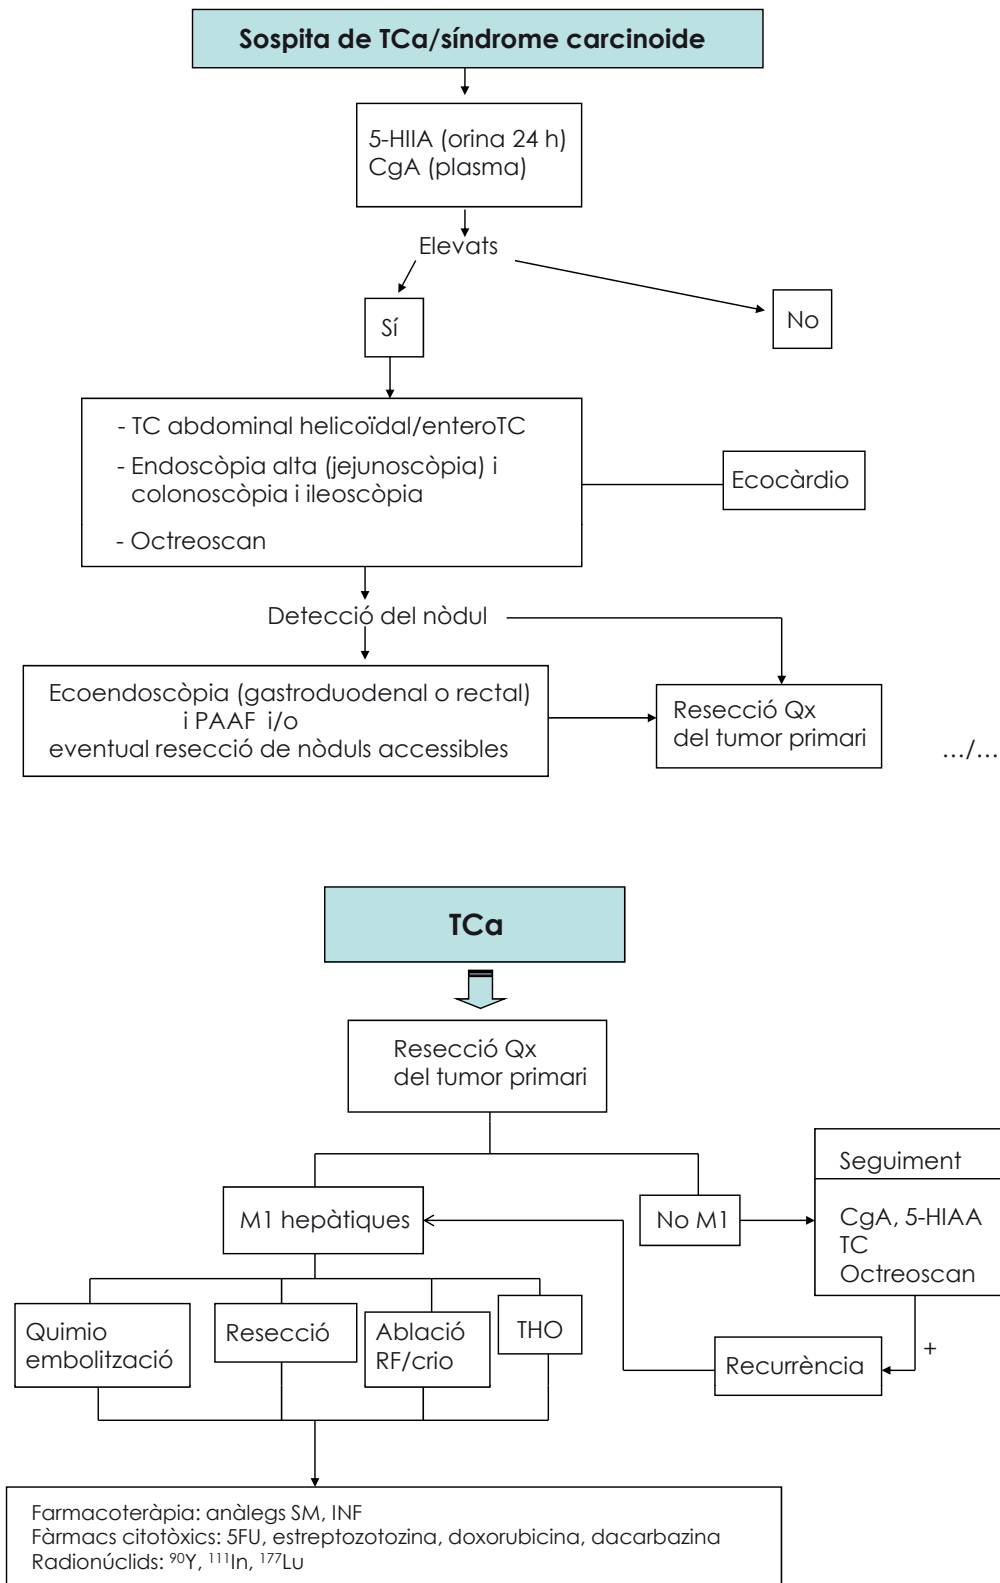 Sospita de TCa/síndrome carcinoide
5-HIIA (orina 24 h)
CgA (plasma)
Elevats
Sí
No
- TC abdominal helicoïdal/enteroTC
- Endoscòpia alta (jejunoscòpia) i
colonoscòpia i ileoscòpia
- Octreoscan
Ecocàrdio
Detecció del nòdul
Ecoendoscòpia (gastroduodenal o rectal)
i PAAF i/o
eventual resecció de nòduls accessibles
Resecció Qx
del tumor primari
.../...
TCa
Resecció Qx
del tumor primari
M1 hepàtiques
No M1
Seguiment
CgA, 5-HIAA
TC
Octreoscan
Quimio
embolització
Resecció
Ablació
RF/crio
THO
Recurrència
+
Farmacoteràpia: anàlegs SM, INF
Fàrmacs citotòxics: 5FU, estreptozotozina, doxorubicina, dacarbazina
Radionúclids: ⁹⁰Y, ¹¹¹In, ¹⁷⁷Lu